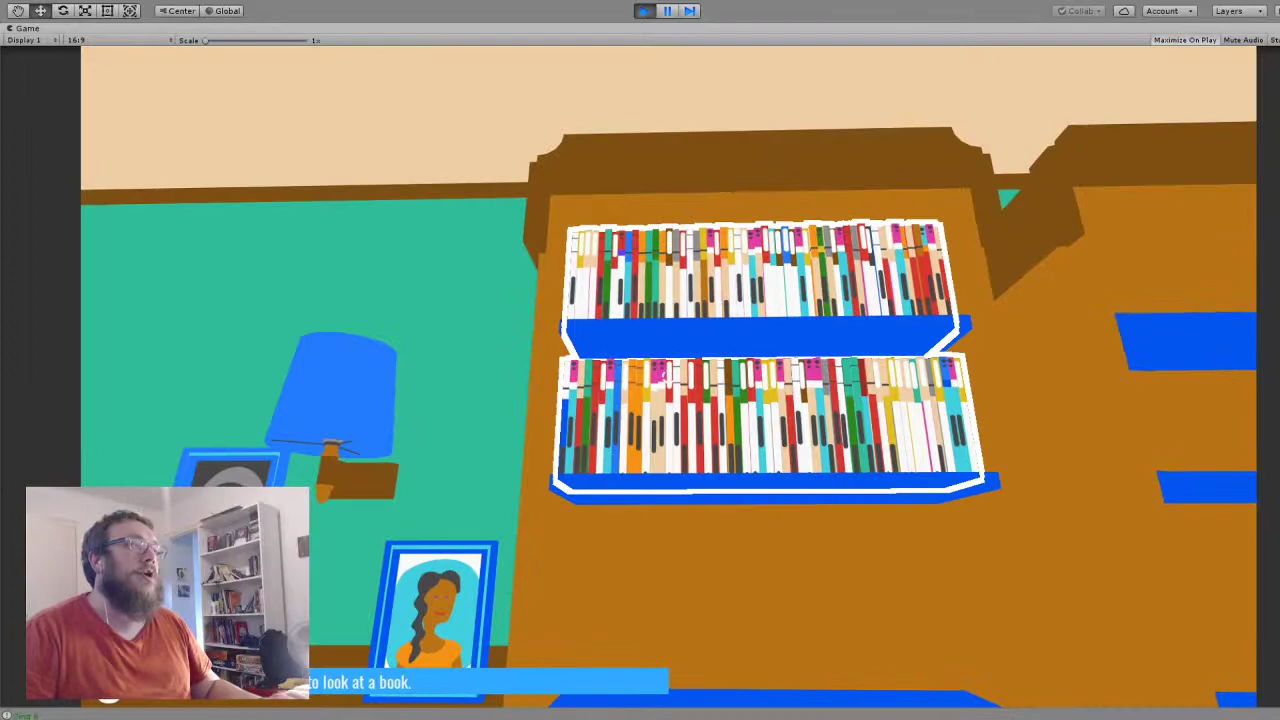 Center Global
Collab Account Layers
Game
Display 1 16:9 Scale 1x Maximize On Play Mute Audio
to look at a book.